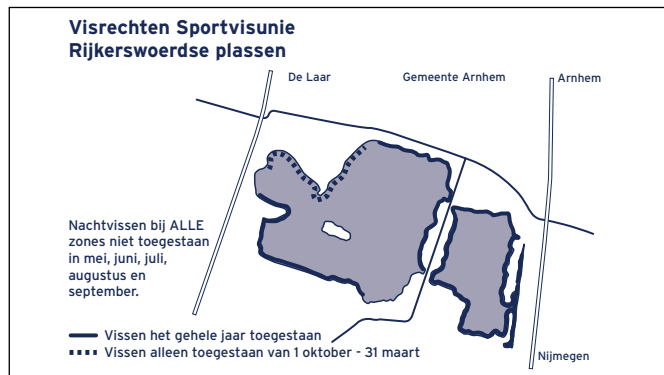 Visrechten Sportvisunie
Rijkerswoerdse plassen
De Laar
Gemeente Arnhem
Arnhem
Nachtvissen bij ALLE
zones niet toegestaan
in mei, juni, juli,
augustus en
september.
Vissen het gehele jaar toegestaan
Vissen alleen toegestaan van 1 oktober - 31 maart
Nijmegen